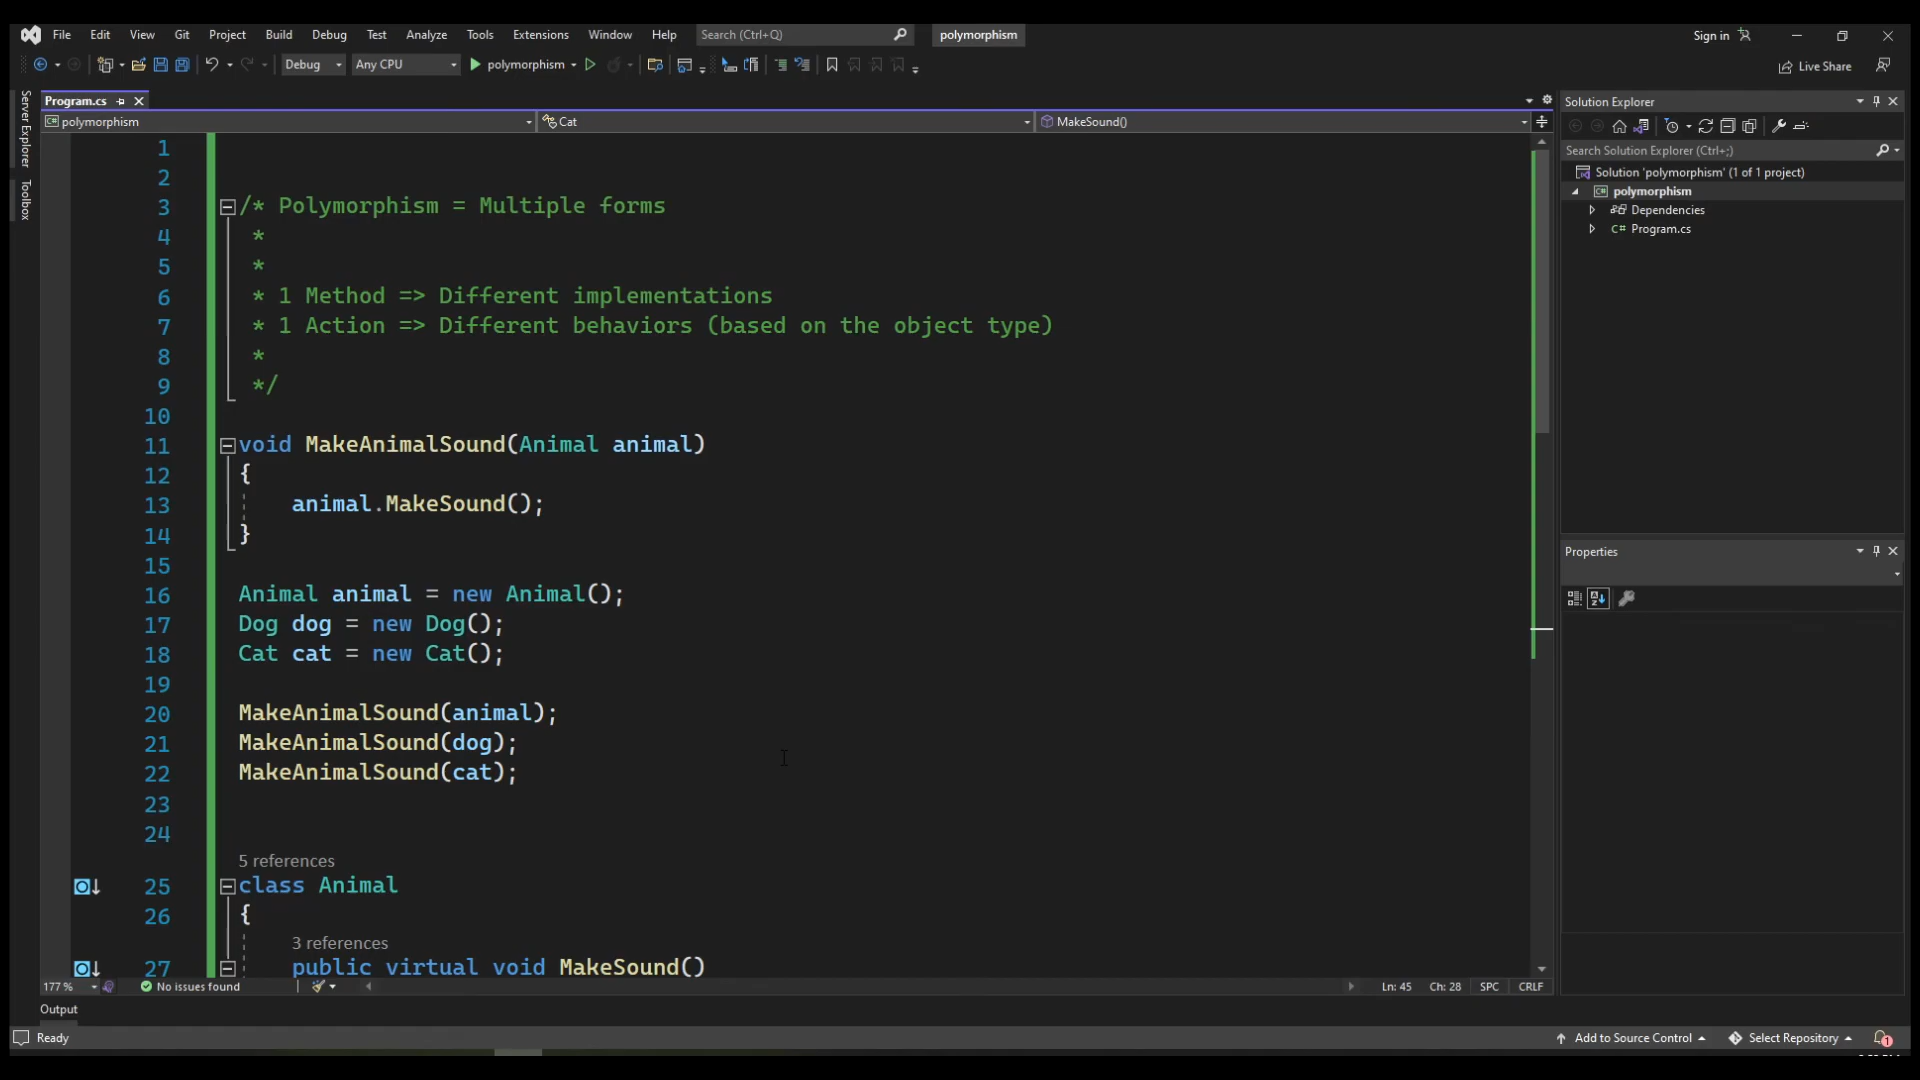 File Edit View Git Project Build Debug Test Analyze Tools Extensions Window Help Search (Ctrl+Q) polymorphism Sign in
Debug Any CPU polymorphism Live Share
Server Explorer
Toolbox
Program.cs
polymorphism Cat MakeSound()
1
2
3 /* Polymorphism = Multiple forms
4 *
5 *
6 * 1 Method => Different implementations
7 * 1 Action => Different behaviors (based on the object type)
8 *
9 */
10
11 void MakeAnimalSound(Animal animal)
12 {
13 animal.MakeSound();
14 }
15
16 Animal animal = new Animal();
17 Dog dog = new Dog();
18 Cat cat = new Cat();
19
20 MakeAnimalSound(animal);
21 MakeAnimalSound(dog);
22 MakeAnimalSound(cat);
23
24
5 references
25 class Animal
26 {
3 references
27 public virtual void MakeSound()
177 % No issues found Ln: 45 Ch: 28 SPC CRLF
Solution Explorer
Search Solution Explorer (Ctrl+;)
Solution 'polymorphism' (1 of 1 project)
polymorphism
Dependencies
C# Program.cs
Properties
Output
Ready Add to Source Control Select Repository 1